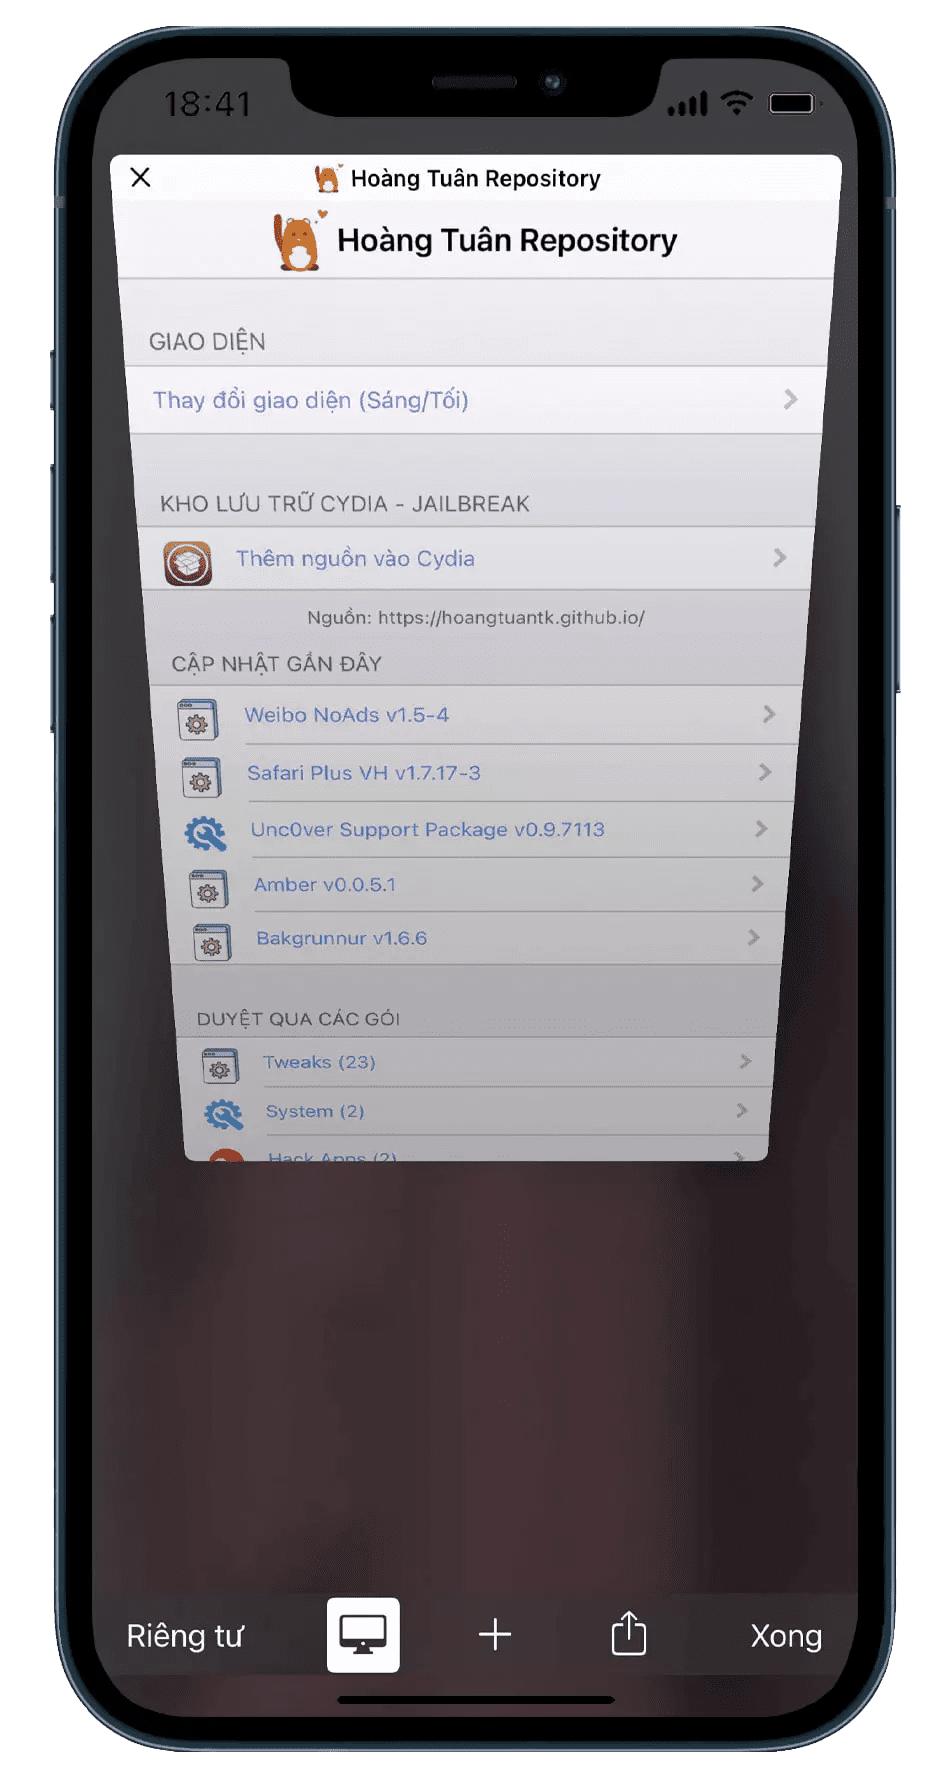 18:41
Hoàng Tuân Repository
Hoàng Tuân Repository
GIAO DIỆN
Thay đổi giao diện (Sáng/Tối)
KHO LƯU TRỮ CYDIA - JAILBREAK
Thêm nguồn vào Cydia
Nguồn: https://hoangtuantk.github.io/
CẬP NHẬT GẦN ĐÂY
Weibo NoAds v1.5-4
Safari Plus VH v1.7.17-3
Unc0ver Support Package v0.9.7113
Amber v0.0.5.1
Bakgrunnur v1.6.6
DUYỆT QUA CÁC GÓI
Tweaks (23)
System (2)
Hack Apps (2)
Riêng tư
Xong